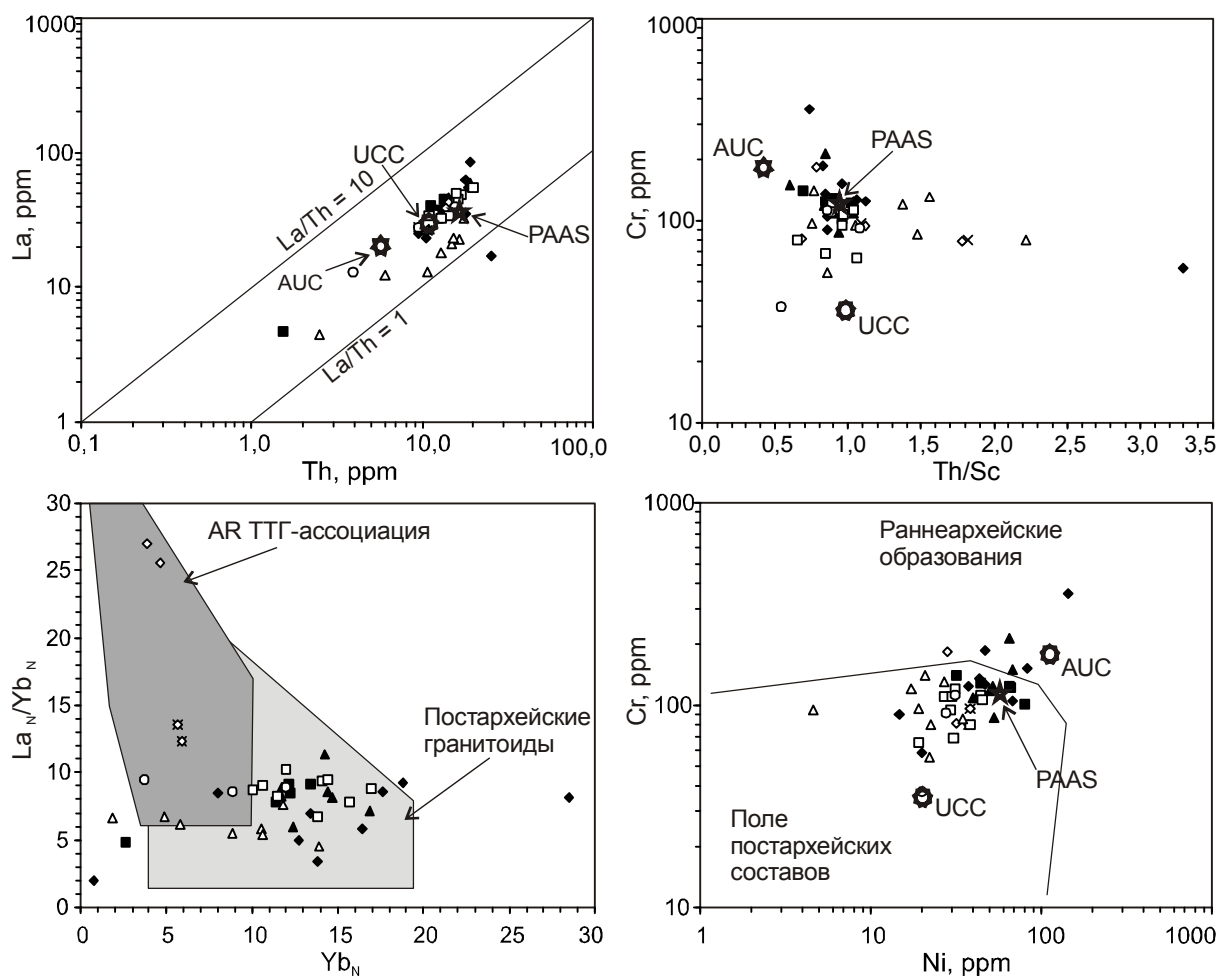 1000
100
10
1
La, ppm
0,1
1,0
10,0
100,0
Th, ppm
La/Th = 10
La/Th = 1
UCC
PAAS
AUC
1000
100
10
Cr, ppm
0,0
0,5
1,0
1,5
2,0
2,5
3,0
3,5
Th/Sc
AUC
PAAS
UCC
30
25
20
15
10
5
0
La N/Yb N
0
5
10
15
20
25
30
Yb N
AR ТТГ-ассоциация
Постархейские
гранитоиды
1000
100
10
Cr, ppm
1
10
100
1000
Ni, ppm
Раннеархейские
образования
AUC
PAAS
UCC
Поле
постархейских
составов